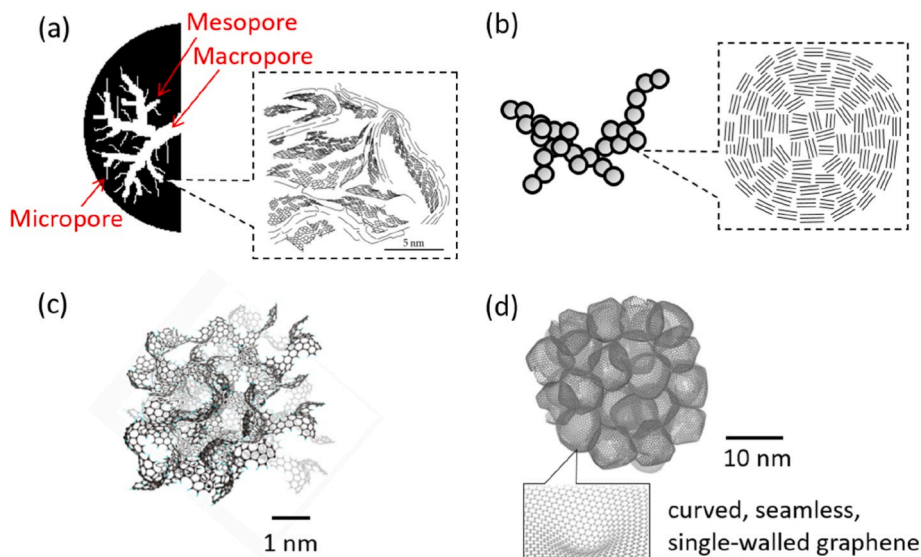 (a)
Mesopore
Macropore
Micropore
5 nm
(b)
(c)
1 nm
(d)
10 nm
curved, seamless,
single-walled graphene